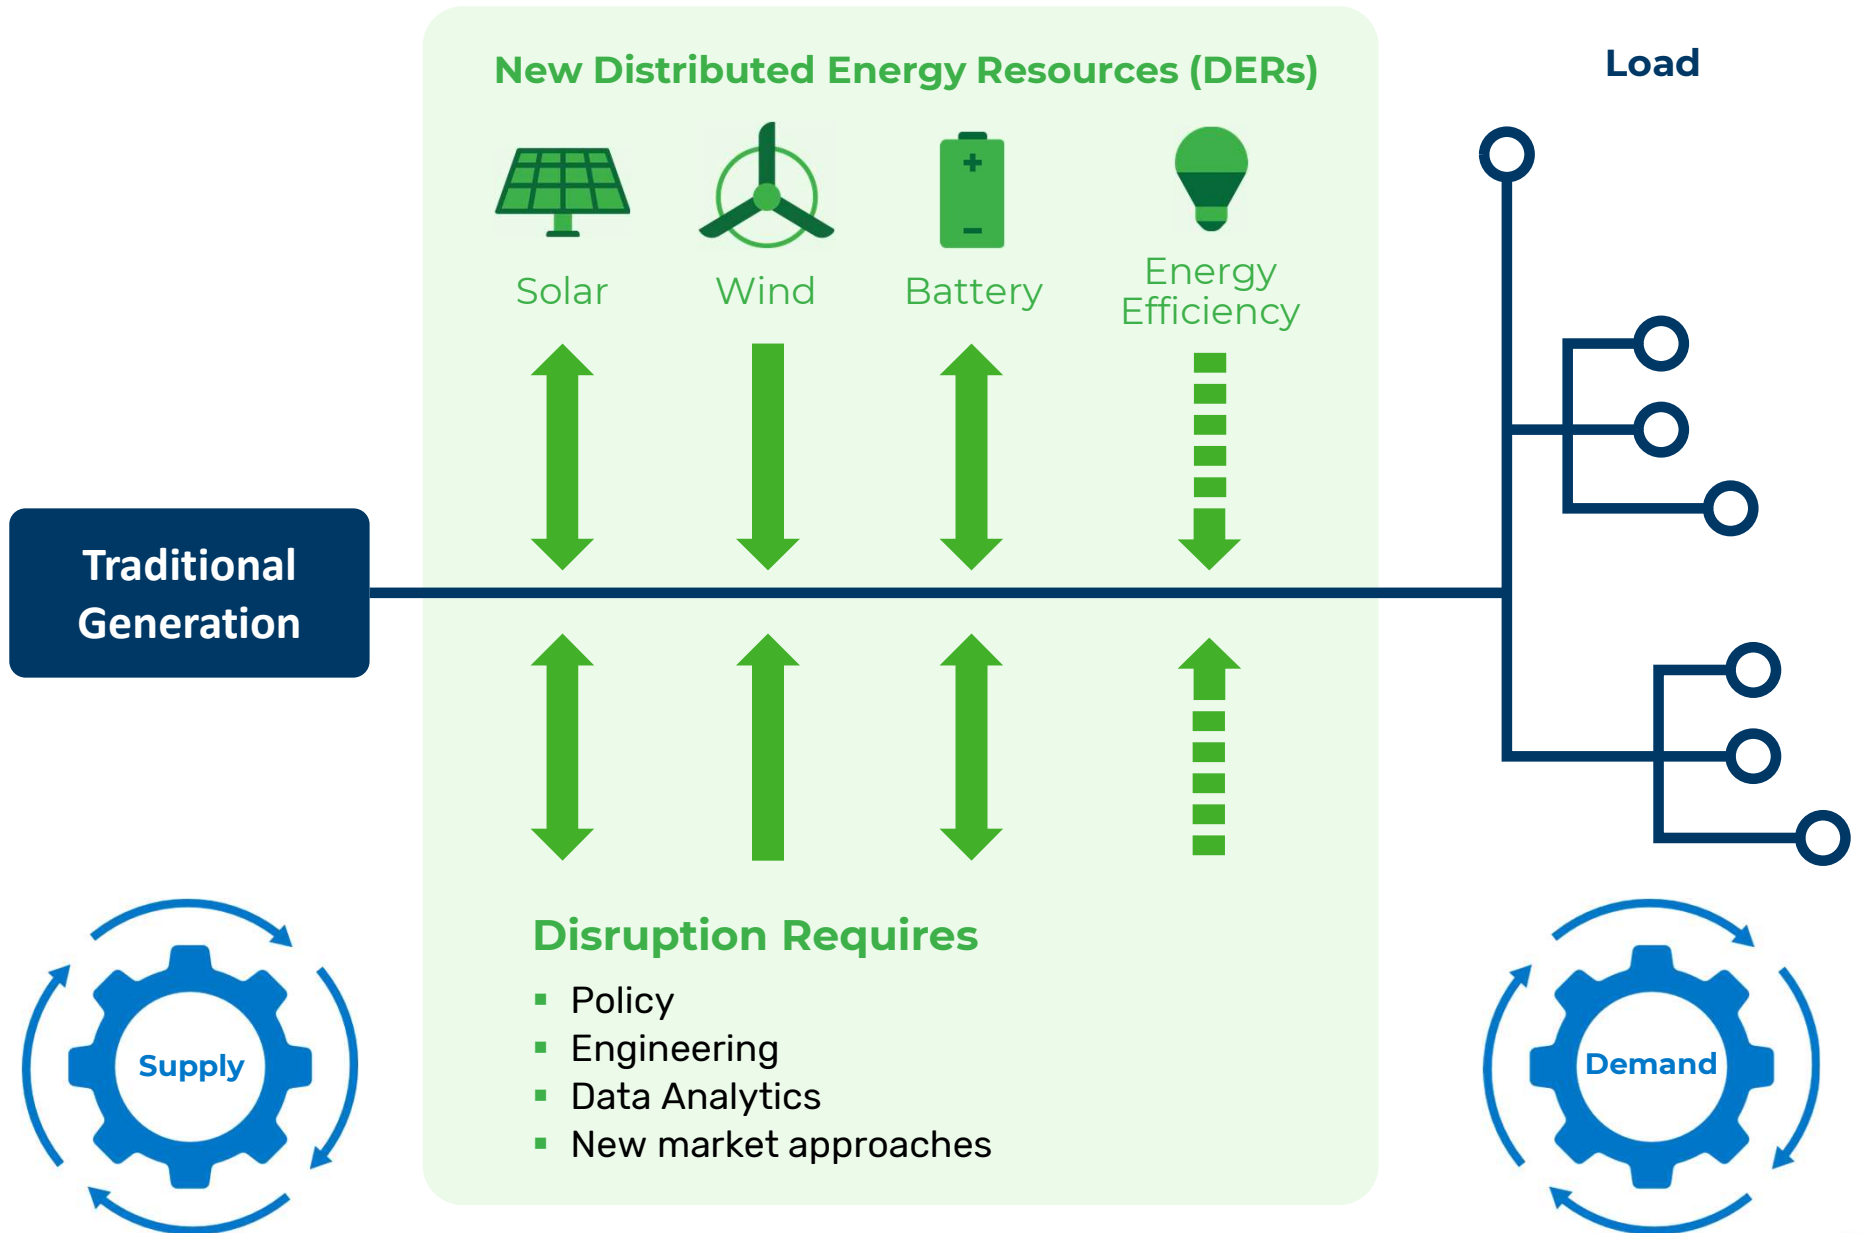 New Distributed Energy Resources (DERs)
Load
Solar
Wind
Battery
Energy
Efficiency
Traditional
Generation
Disruption Requires
▪ Policy
▪ Engineering
▪ Data Analytics
▪ New market approaches
Supply
Demand